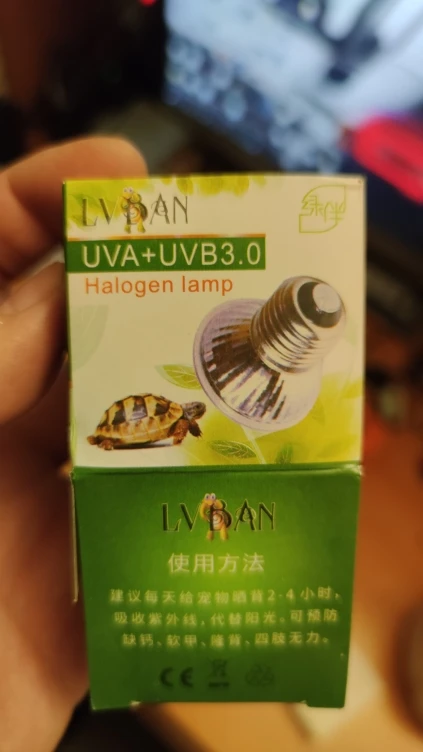 LVBAN
UVA+UVB3.0
Halogen lamp
LVBAN
使用方法
建议每天给宠物晒背2-4小时，
吸收紫外线，代替阳光。可预防
缺钙、软甲、隆背、四肢无力。
CE